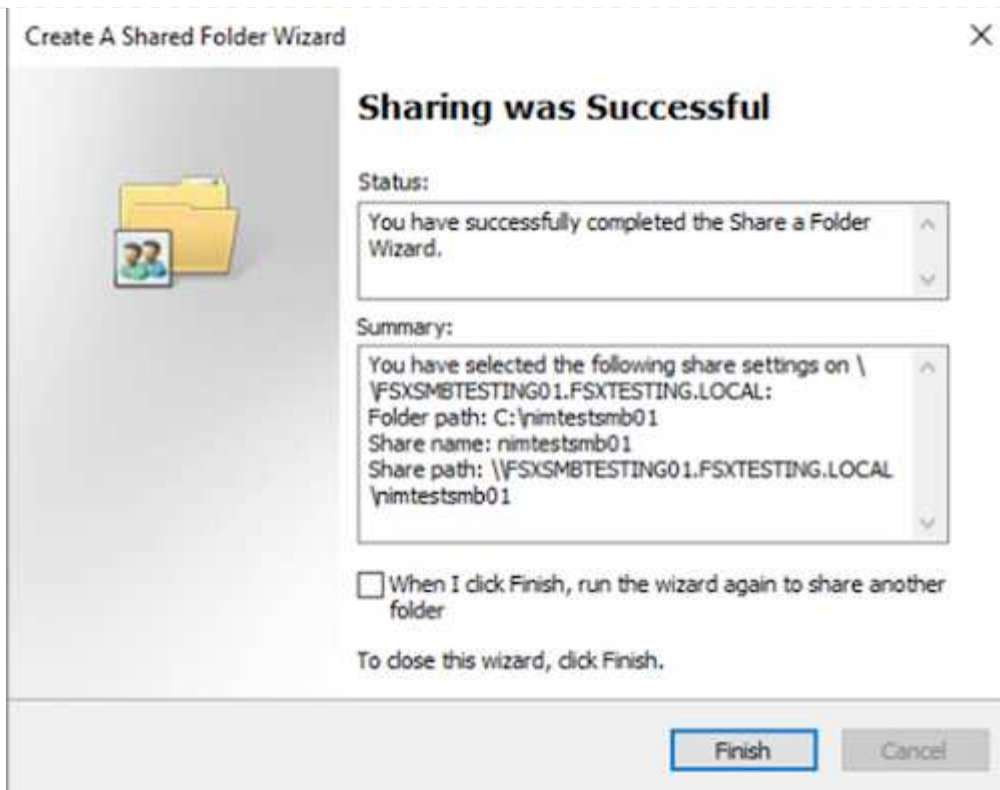 Create A Shared Folder Wizard
Sharing was Successful
Status:
You have successfully completed the Share a Folder
Wizard.
Summary:
You have selected the following share settings on \
\FSXSMBTESTING01.FSXTESTING.LOCAL:
Folder path: C:\nimtestsmb01
Share name: nimtestsmb01
Share path: \\FSXSMBTESTING01.FSXTESTING.LOCAL
\nimtestsmb01
When I click Finish, run the wizard again to share another
folder
To close this wizard, click Finish.
Finish
Cancel